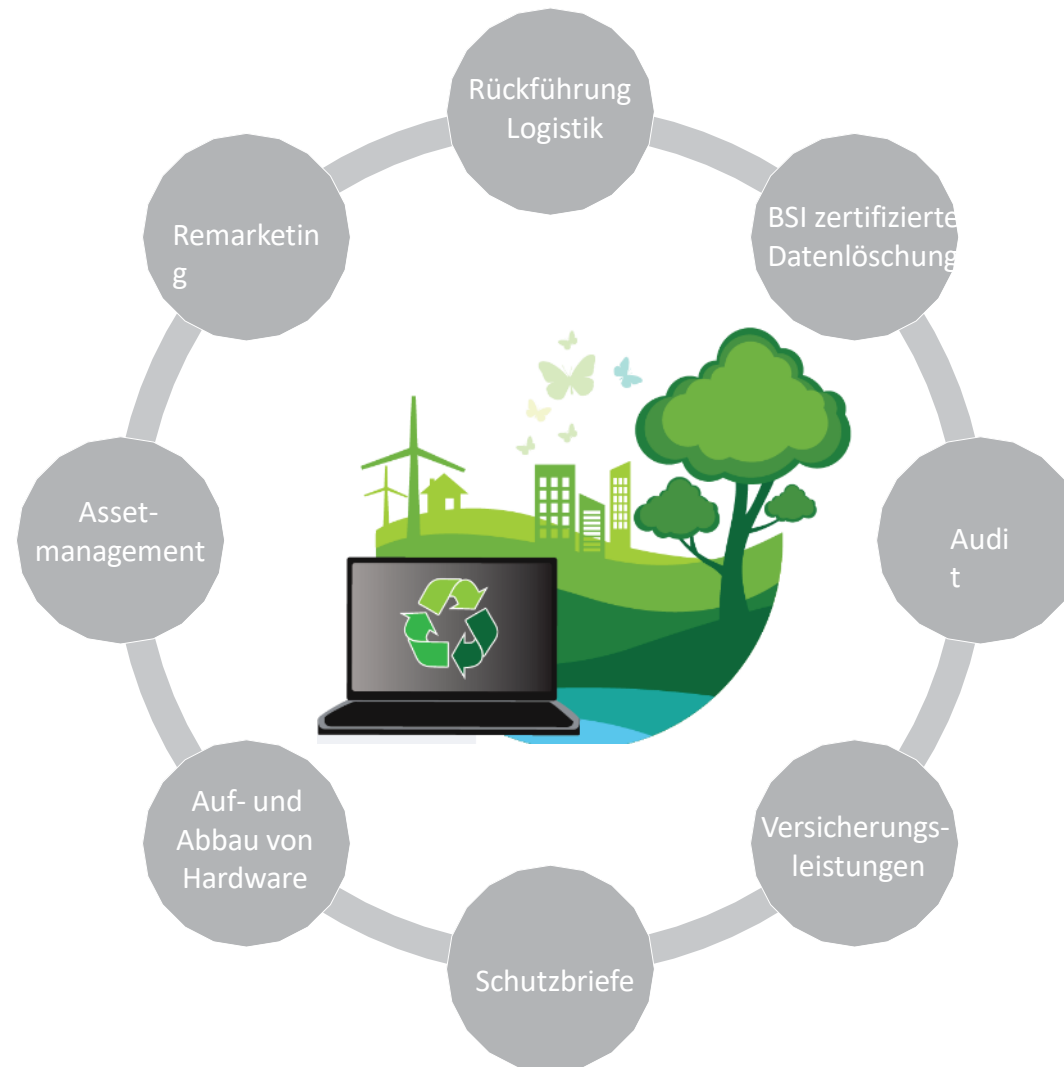 Rückführung
Logistik
BSI zertifizierte
Datenlöschung
Audi
t
Versicherungs-
leistungen
Schutzbriefe
Auf- und
Abbau von
Hardware
Asset-
management
Remarketin
g